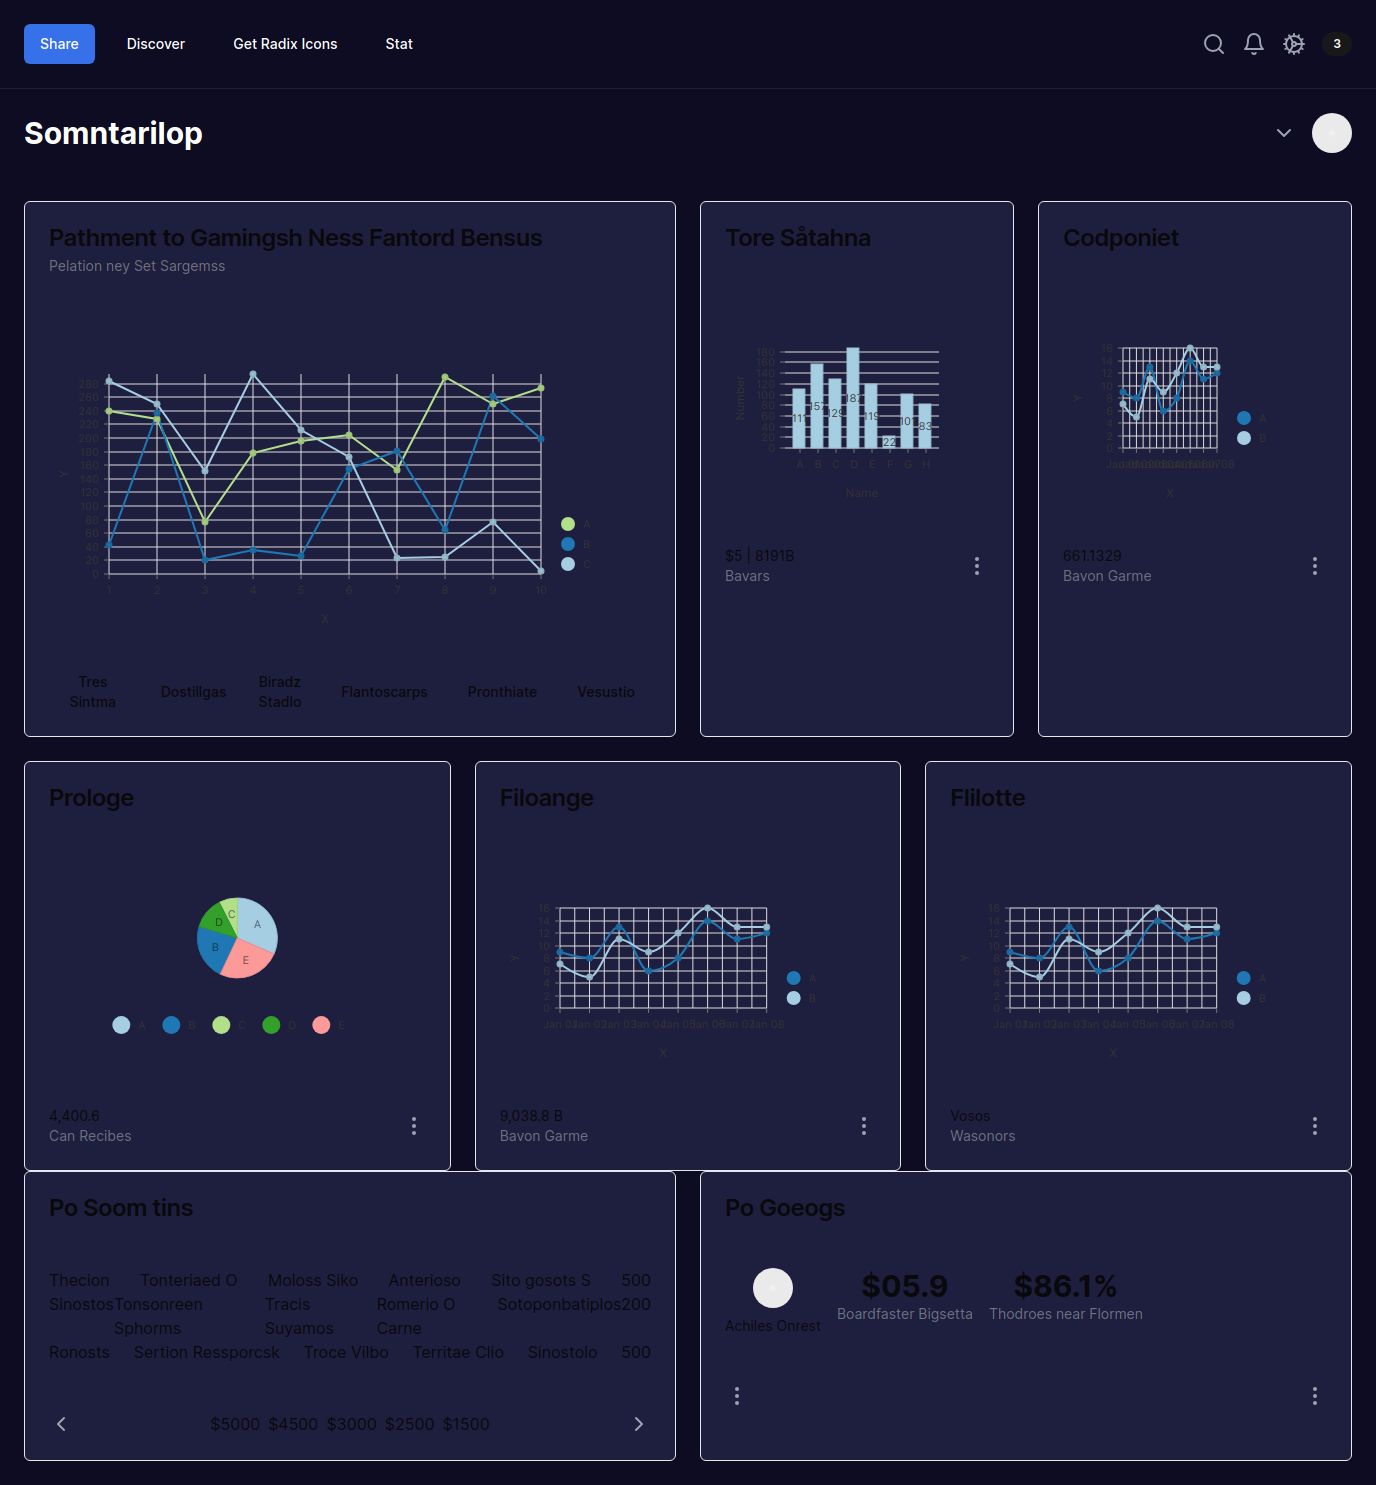 Share Discover Get Radix Icons Stat 3
Somntarilop
Pathment to Gamingsh Ness Fantord Bensus
Pelation ney Set Sargemss
280
260
240
220
200
180
160
140
120
100
80
60
40
20
0
Y
1 2 3 4 5 6 7 8 9 10
X
A
B
C
Tres Sintma
Dostillgas
Biradz Stadlo
Flantoscarps
Pronthiate
Vesustio
Tore Såtahna
180
160
140
120
100
80
60
40
20
0
Number
111 157 129 187 119 22 83
A B C D E F G H
Name
$5 | 8191B
Bavars
Codponiet
16
14
12
10
8
6
4
2
0
Y
X
A
B
661.1329
Bavon Garme
Prologe
A
B
C
D
E
A B C D E
4,400.6
Can Recibes
Filoange
16
14
12
10
8
6
4
2
0
Y
Jan 01 Jan 02 Jan 03 Jan 04 Jan 05 Jan 06 Jan 07 Jan 08
X
A
B
9,038.8 B
Bavon Garme
Flilotte
16
14
12
10
8
6
4
2
0
Y
Jan 01 Jan 02 Jan 03 Jan 04 Jan 05 Jan 06 Jan 07 Jan 08
X
A
B
Vosos
Wasonors
Po Soom tins
Thecion Tonteriaed O Moloss Siko Anterioso Sito gosots S 500
Sinostos Tonsonreen Tracis Romerio O Sotoponbatiplos 200
Sphorms Suyamos Carne
Ronosts Sertion Ressporcsk Troce Vilbo Territae Clio Sinostolo 500
$5000 $4500 $3000 $2500 $1500
Po Goeogs
Achiles Onrest
$05.9
Boardfaster Bigsetta
$86.1%
Thodroes near Flormen